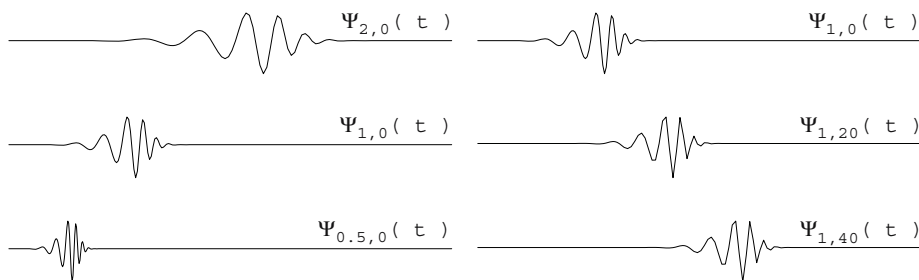 Ψ2,0( t )
Ψ1,0( t )
Ψ1,0( t )
Ψ1,20( t )
Ψ0.5,0( t )
Ψ1,40( t )